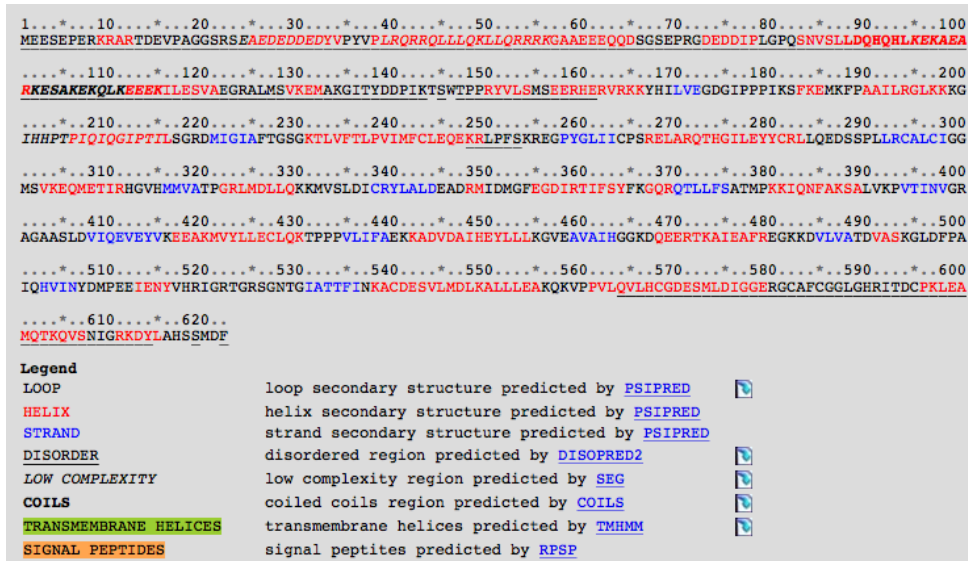 1...*...10....*...20....*...30....*...40....*...50....*...60....*...70....*...80....*...90....*..100
MEESEPERKRARTDEVPAGGSRSEAEDEDDEDYVPYVPLRQRRQLLLQKLLQRRRKGAAEEEQQDSGSEPRGDEDDIPLGPQSNVSLLDQHQHLKEKAEA
....*..110....*..120....*..130....*..140....*..150....*..160....*..170....*..180....*..190....*..200
RKESAKEKQLKEEEKILESVAEGRALMSVKEMAKGITYDDPIKTSWTPPRYVLSMSEERHERVRKKYHILVEGDGIPPPIKSFKEMKFPAAILRGLKKKG
....*..210....*..220....*..230....*..240....*..250....*..260....*..270....*..280....*..290....*..300
IHHPTPIQIQGIPTILSGRDMIGIAFTGSGKTLVFTLPVIMFCLEQEKRLPFSKREGPYGLIICPSRELARQTHGILEYYCRLLQEDSSPLLRCALCIGG
....*..310....*..320....*..330....*..340....*..350....*..360....*..370....*..380....*..390....*..400
MSVKEQMETIRHGVHMMVATPGRLMDLLQKKMVSLDICRYLALDEADRMIDMGFEGDIRTIFSYFKGQRQTLLFSATMPKKIQNFAKSALVKPVTINVGR
....*..410....*..420....*..430....*..440....*..450....*..460....*..470....*..480....*..490....*..500
AGAASLDVIQEVEYVKEEAKMVYLLECLQKTPPPVLIFAEKKADVDAIHEYLLLKGVEAVAIHGGKDQEERTKAIEAFREGKKDVLVATDVASKGLDFPA
....*..510....*..520....*..530....*..540....*..550....*..560....*..570....*..580....*..590....*..600
IQHVINYDMPEEIENYVHRIGRTGRSGNTGIATTFINKACDESVLMDLKALLLEAKQKVPPVLQVLHCGDESMLDIGGERGCAFCGGLGHRITDCPKLEA
....*..610....*..620..
MQTKQVSNIGRKDYLAHSSMDF
Legend
LOOP loop secondary structure predicted by PSIPRED
HELIX helix secondary structure predicted by PSIPRED
STRAND strand secondary structure predicted by PSIPRED
DISORDER disordered region predicted by DISOPRED2
LOW COMPLEXITY low complexity region predicted by SEG
COILS coiled coils region predicted by COILS
TRANSMEMBRANE HELICES transmembrane helices predicted by TMHMM
SIGNAL PEPTIDES signal peptites predicted by RPSP